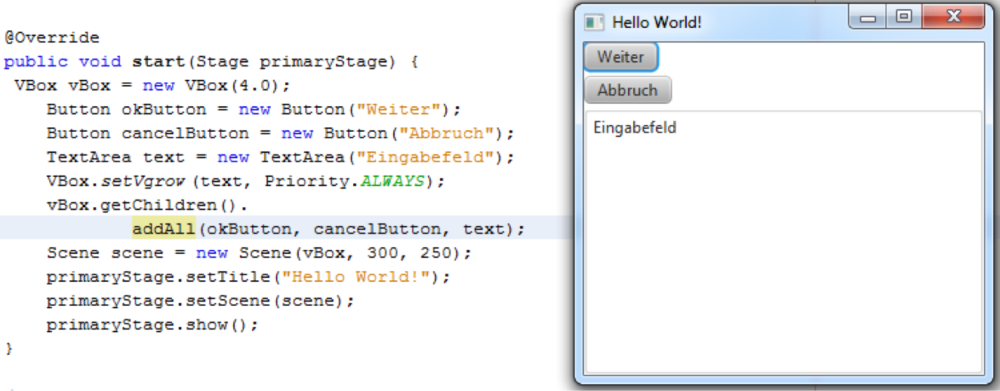 @Override
public void start(Stage primaryStage) {
VBox vBox = new VBox(4.0);
Button okButton = new Button("Weiter");
Button cancelButton = new Button("Abbruch");
TextArea text = new TextArea("Eingabefeld");
VBox.setVgrow(text, Priority.ALWAYS);
vBox.getChildren().
addAll(okButton, cancelButton, text);
Scene scene = new Scene(vBox, 300, 250);
primaryStage.setTitle("Hello World!");
primaryStage.setScene(scene);
primaryStage.show();
}
Hello World!
Weiter
Abbruch
Eingabefeld